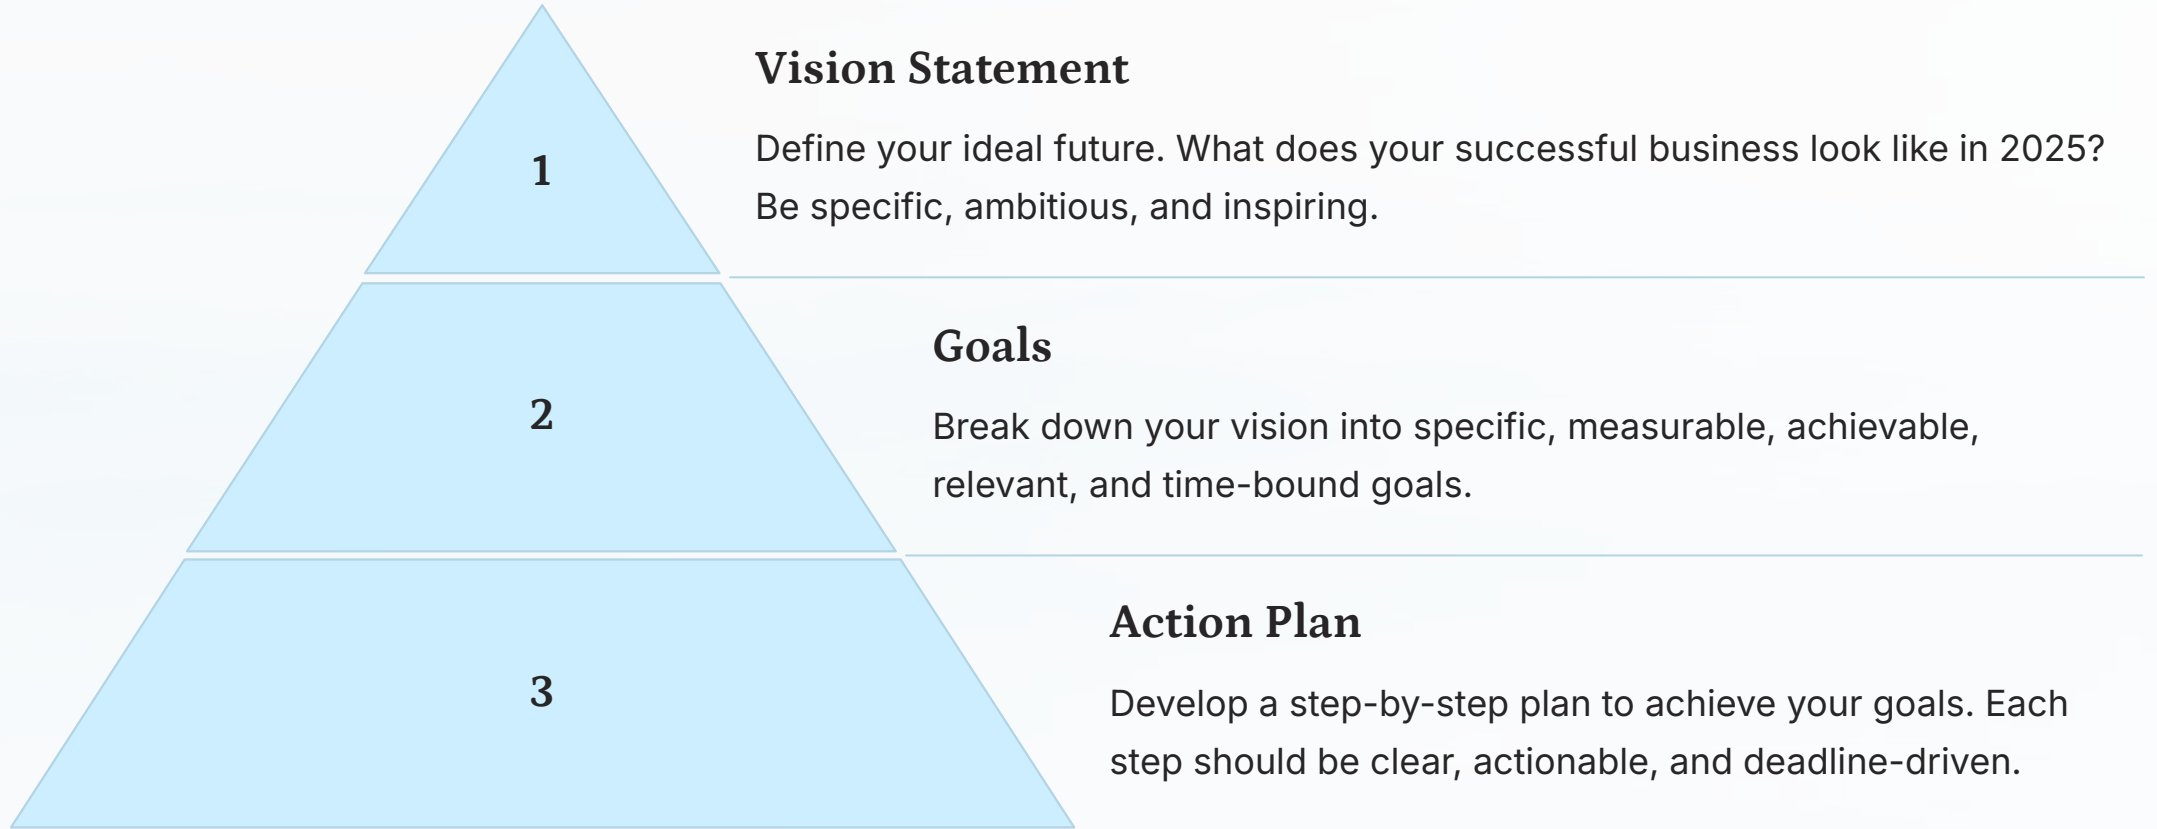 1
Vision Statement
Define your ideal future. What does your successful business look like in 2025?
Be specific, ambitious, and inspiring.
2
Goals
Break down your vision into specific, measurable, achievable,
relevant, and time-bound goals.
3
Action Plan
Develop a step-by-step plan to achieve your goals. Each
step should be clear, actionable, and deadline-driven.